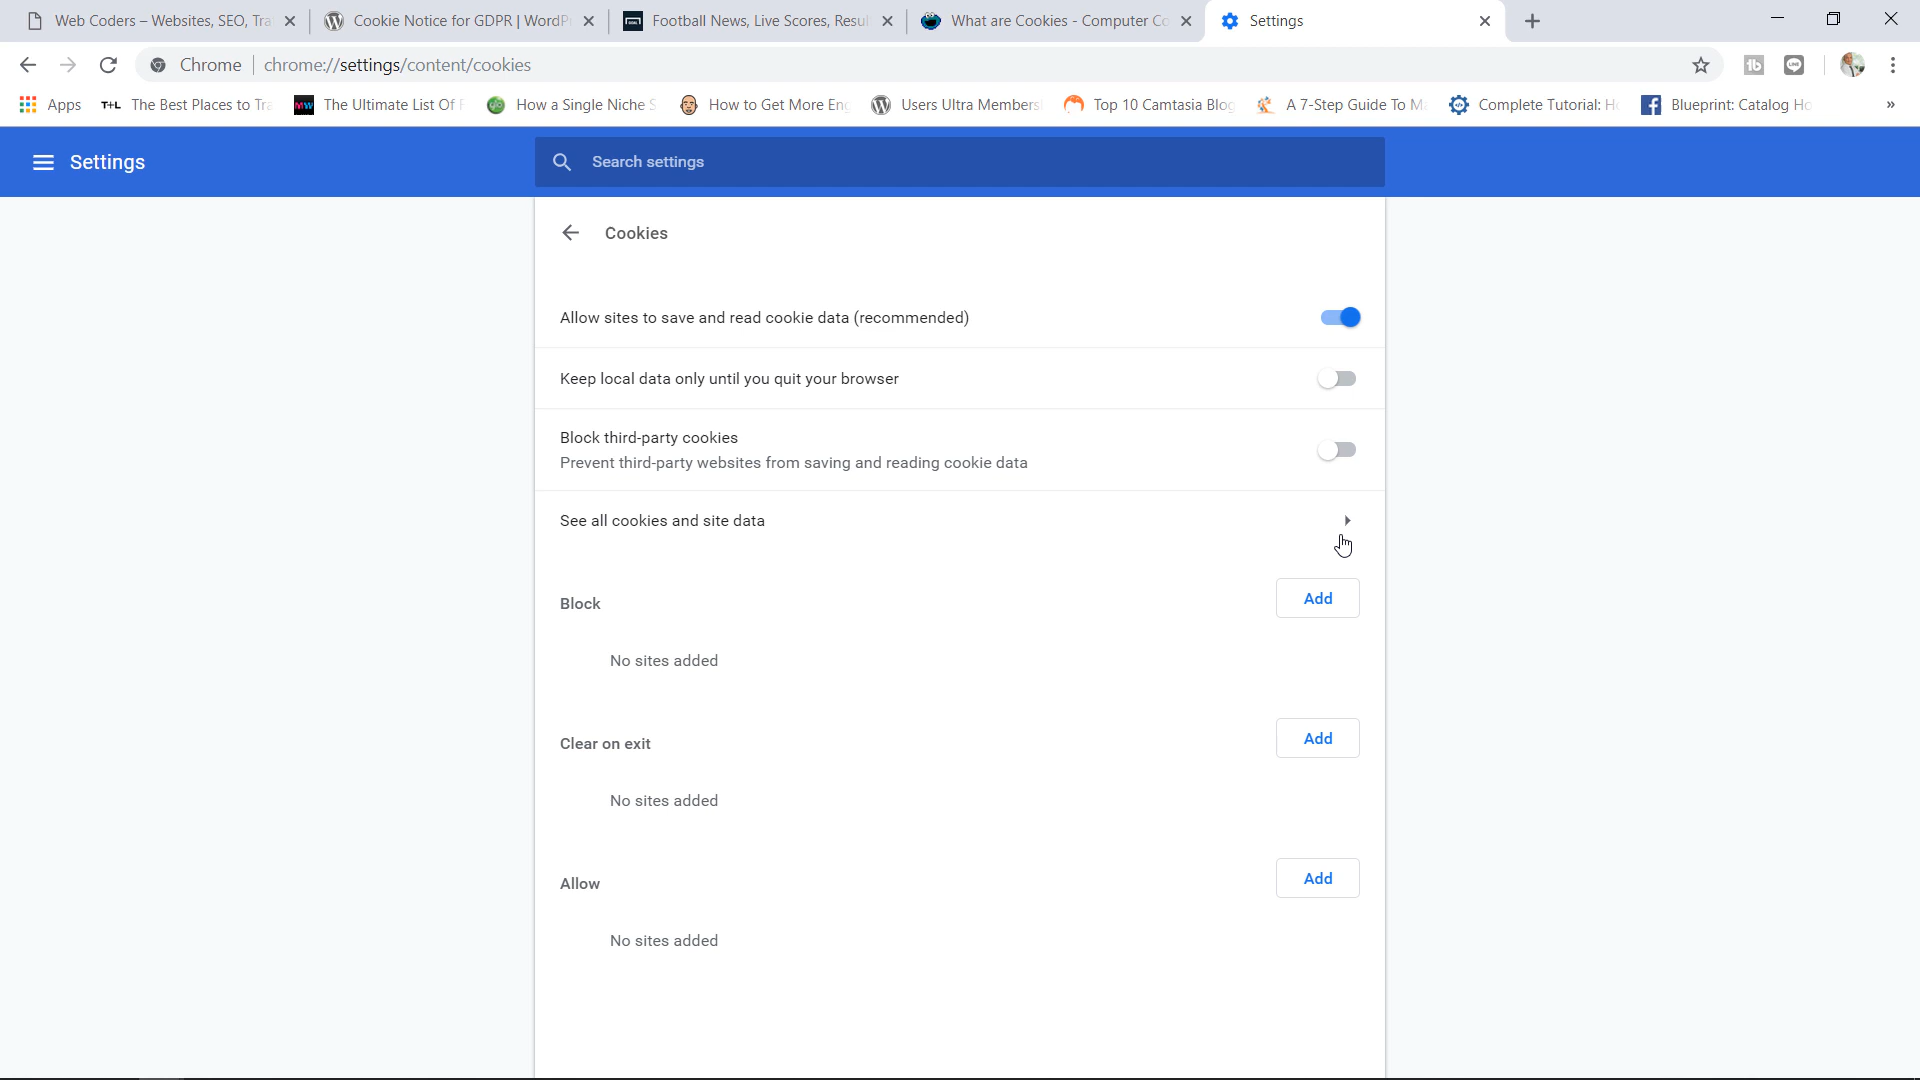 Web Coders – Websites, SEO, Tra
Cookie Notice for GDPR | WordP
Football News, Live Scores, Resul
What are Cookies - Computer Co
Settings
Chrome
chrome://settings/content/cookies
Apps
T+L The Best Places to Tra
MW The Ultimate List Of F
How a Single Niche S
How to Get More Eng
Users Ultra Members
Top 10 Camtasia Blog
A 7-Step Guide To M
Complete Tutorial: H
Blueprint: Catalog Ho
»
Settings
Search settings
Cookies
Allow sites to save and read cookie data (recommended)
Keep local data only until you quit your browser
Block third-party cookies
Prevent third-party websites from saving and reading cookie data
See all cookies and site data
Block
Add
No sites added
Clear on exit
Add
No sites added
Allow
Add
No sites added